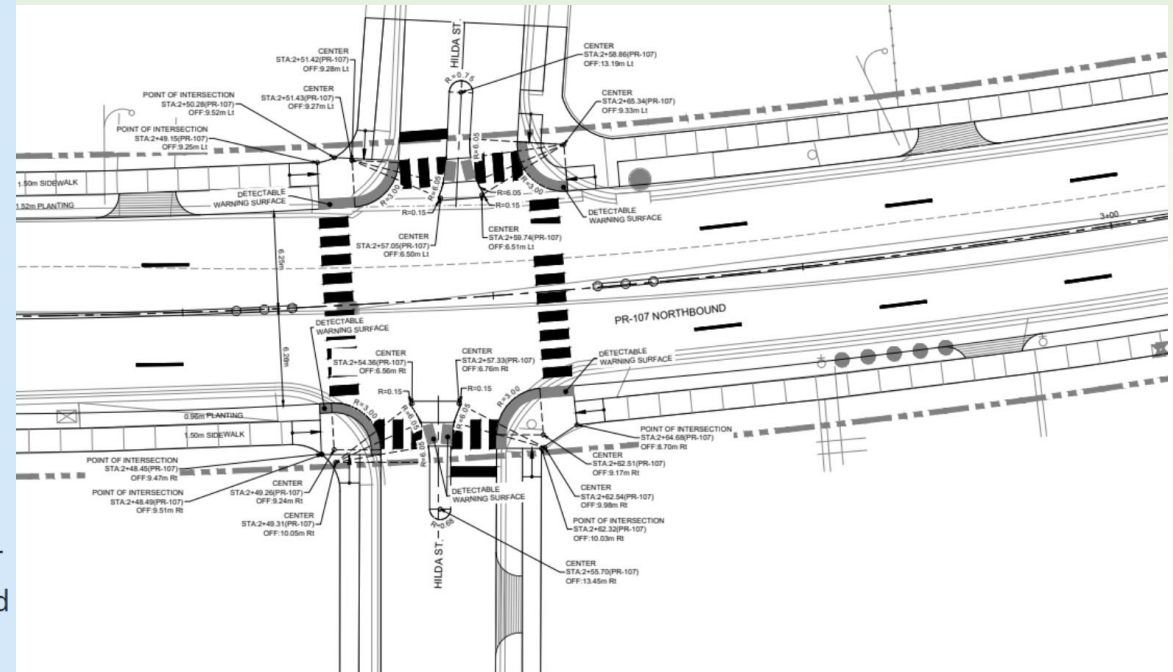 HILDA ST.
R=0.75
CENTER
STA:2+51.42(PR-107)
OFF:9.28m Lt
CENTER
STA:2+58.86(PR-107)
OFF:13.19m Lt
CENTER
STA:2+51.43(PR-107)
OFF:9.27m Lt
POINT OF INTERSECTION
STA:2+50.28(PR-107)
OFF:9.52m Lt
CENTER
STA:2+65.34(PR-107)
OFF:9.33m Lt
POINT OF INTERSECTION
STA:2+49.15(PR-107)
OFF:9.25m Lt
R=6.05
R=6.05
R=3.00
R=3.00
R=6.05
R=0.15
R=0.15
1.50m SIDEWALK
1.52m PLANTING
DETECTABLE
WARNING SURFACE
DETECTABLE
WARNING SURFACE
CENTER
STA:2+57.05(PR-107)
OFF:6.50m Lt
CENTER
STA:2+59.74(PR-107)
OFF:6.51m Lt
3+00
6.25m
PR-107 NORTHBOUND
DETECTABLE
WARNING SURFACE
6.28m
CENTER
STA:2+54.36(PR-107)
OFF:6.56m Rt
CENTER
STA:2+57.33(PR-107)
OFF:6.76m Rt
DETECTABLE
WARNING SURFACE
R=0.15
R=0.15
R=3.00
R=3.00
R=6.05
R=6.05
R=6.05
0.96m PLANTING
1.50m SIDEWALK
POINT OF INTERSECTION
STA:2+64.68(PR-107)
OFF:8.70m Rt
POINT OF INTERSECTION
STA:2+48.45(PR-107)
OFF:9.47m Rt
CENTER
STA:2+62.51(PR-107)
OFF:9.17m Rt
CENTER
STA:2+49.26(PR-107)
OFF:9.24m Rt
DETECTABLE
WARNING SURFACE
CENTER
STA:2+62.54(PR-107)
OFF:9.98m Rt
POINT OF INTERSECTION
STA:2+48.49(PR-107)
OFF:9.51m Rt
CENTER
STA:2+49.31(PR-107)
OFF:10.05m Rt
R=0.68
POINT OF INTERSECTION
STA:2+62.32(PR-107)
OFF:10.03m Rt
HILDA ST.
CENTER
STA:2+55.70(PR-107)
OFF:13.45m Rt